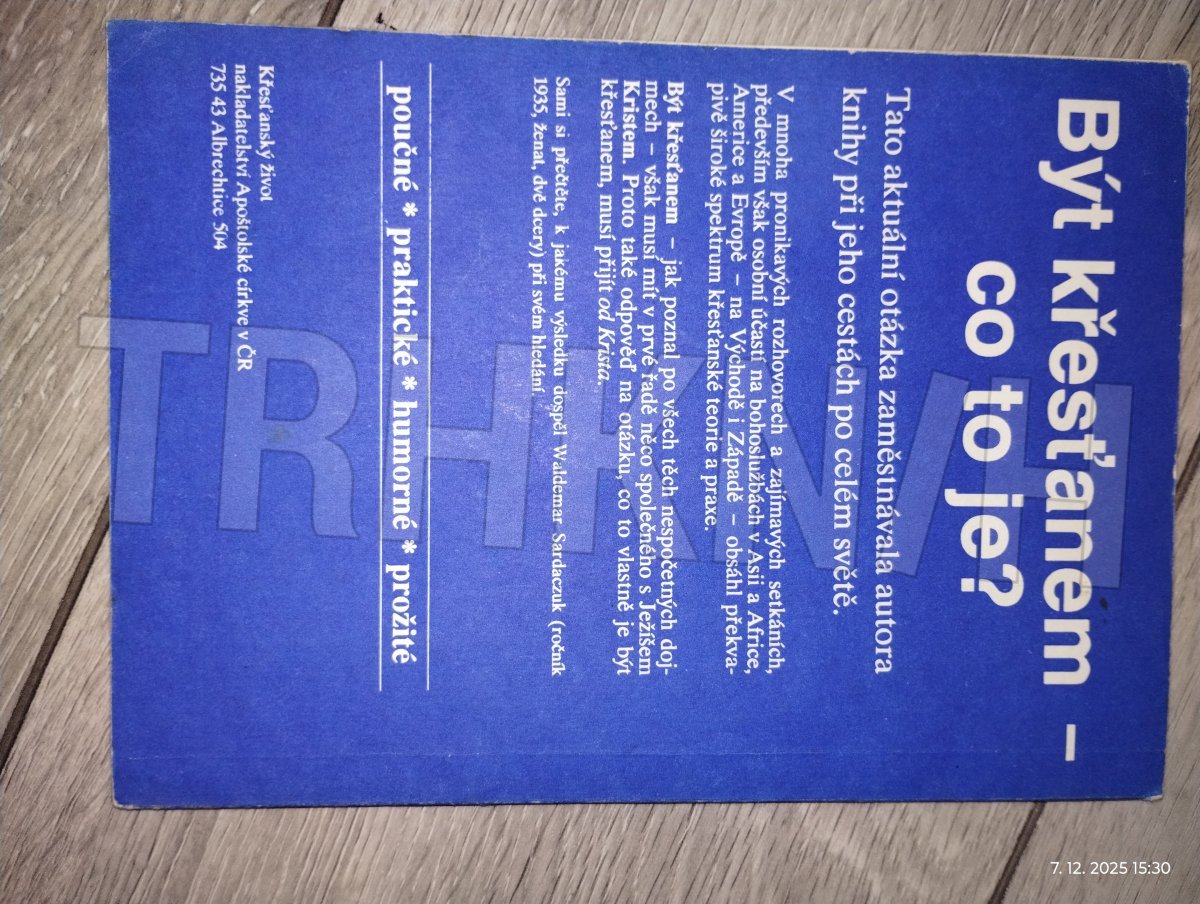 Být křesťanem –
co to je?
Tato aktuální otázka zaměstnávala autora
knihy při jeho cestách po celém světě.
V mnoha pronikavých rozhovorech a zajímavých setkáních,
především však osobní účastí na bohoslužbách v Asii a Africe,
Americe a Evropě – na Východě i Západě – obsáhl překva-
pivě široké spektrum křesťanské teorie a praxe.
Být křesťanem – jak poznal po všech těch nespočetných doj-
mech – však musí mít v prvé řadě něco společného s Ježíšem
Kristem. Proto také odpověď na otázku, co to vlastně je být
křesťanem, musí přijít od Krista.
Sami si přečtěte, k jakému výsledku dospěl Waldemar Sardaczuk (ročník
1935, ženat, dvě dcery) při svém hledání.
poučné * praktické * humorné * prožité
Křesťanský život
nakladatelství Apoštolské církve v ČR
735 43 Albrechtice 504
TRHKNIH
7. 12. 2025 15:30